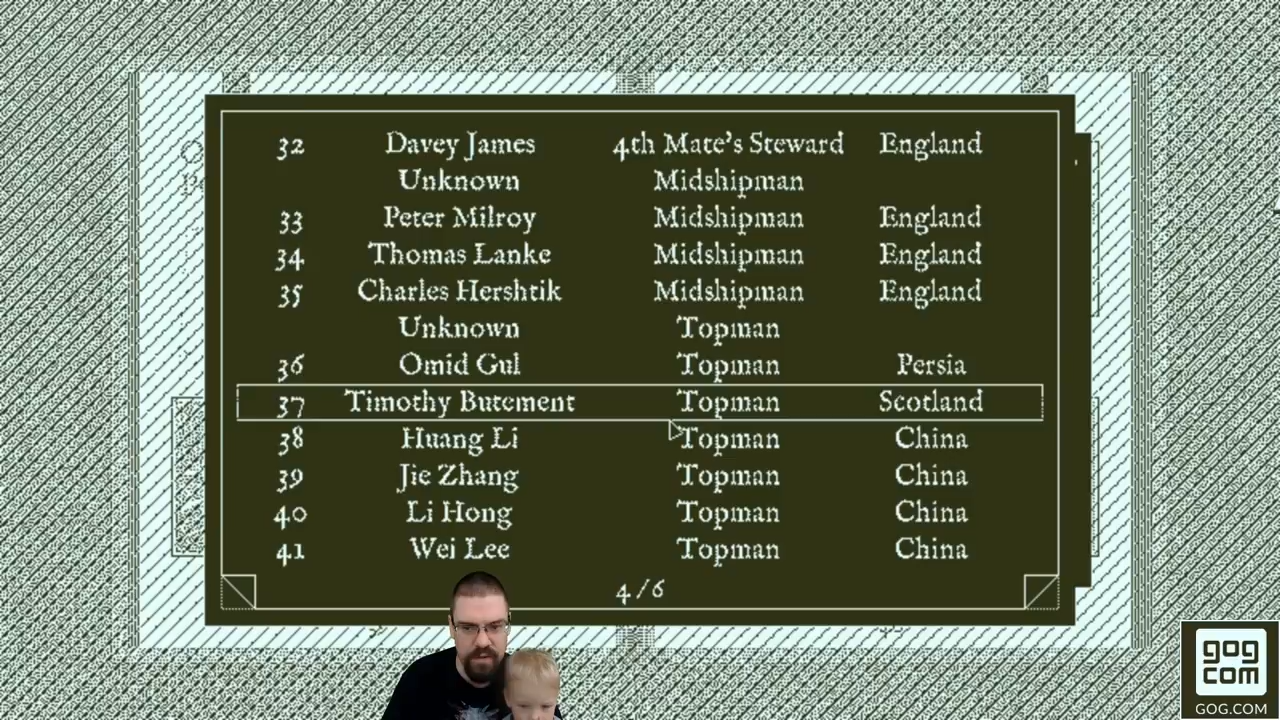 32 Davey James 4th Mate's Steward England
Unknown Midshipman
33 Peter Milroy Midshipman England
34 Thomas Lanke Midshipman England
35 Charles Hershtik Midshipman England
Unknown Topman
36 Omid Gul Topman Persia
37 Timothy Butement Topman Scotland
38 Huang Li Topman China
39 Jie Zhang Topman China
40 Li Hong Topman China
41 Wei Lee Topman China
4/6
gog
com
GOG.COM